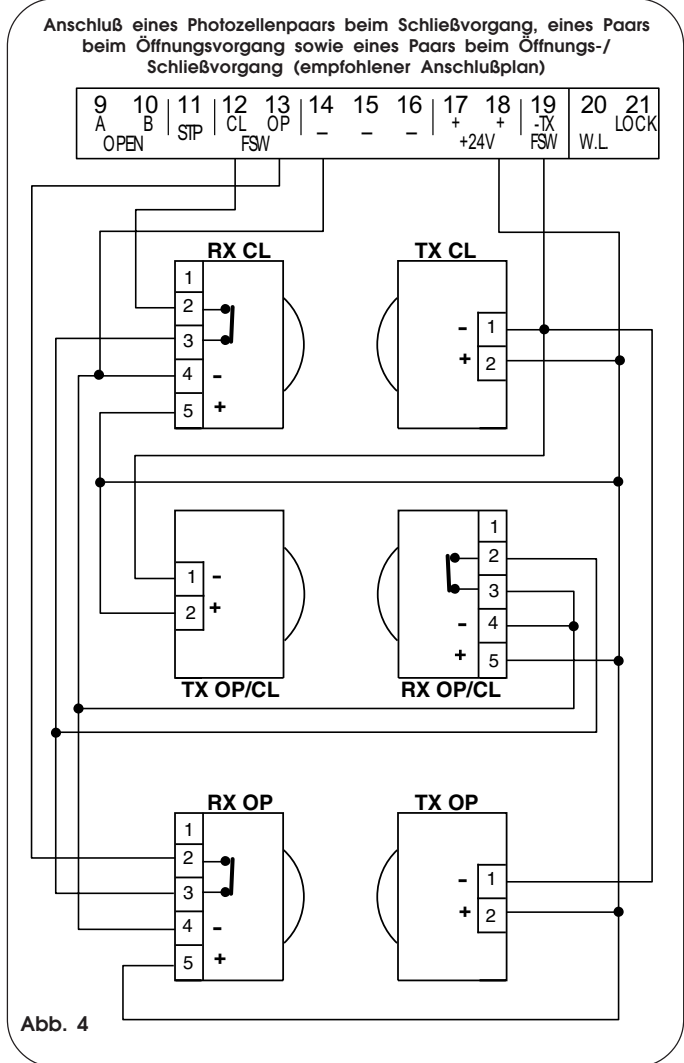 Anschluß eines Photozellenpaars beim Schließvorgang, eines Paars
beim Öffnungsvorgang sowie eines Paars beim Öffnungs-/
Schließvorgang (empfohlener Anschlußplan)
9 10 11 12 13 14 15 16 17 18 19 20 21
A B STP CL OP – – – + + -TX LOCK
OPEN FSW +24V FSW W.L.
RX CL TX CL
1
2
3
4 -
5 +
- 1
+ 2
1 -
2 +
1
2
3
- 4
+ 5
TX OP/CL RX OP/CL
RX OP TX OP
1
2
3
4 -
5 +
- 1
+ 2
Abb. 4